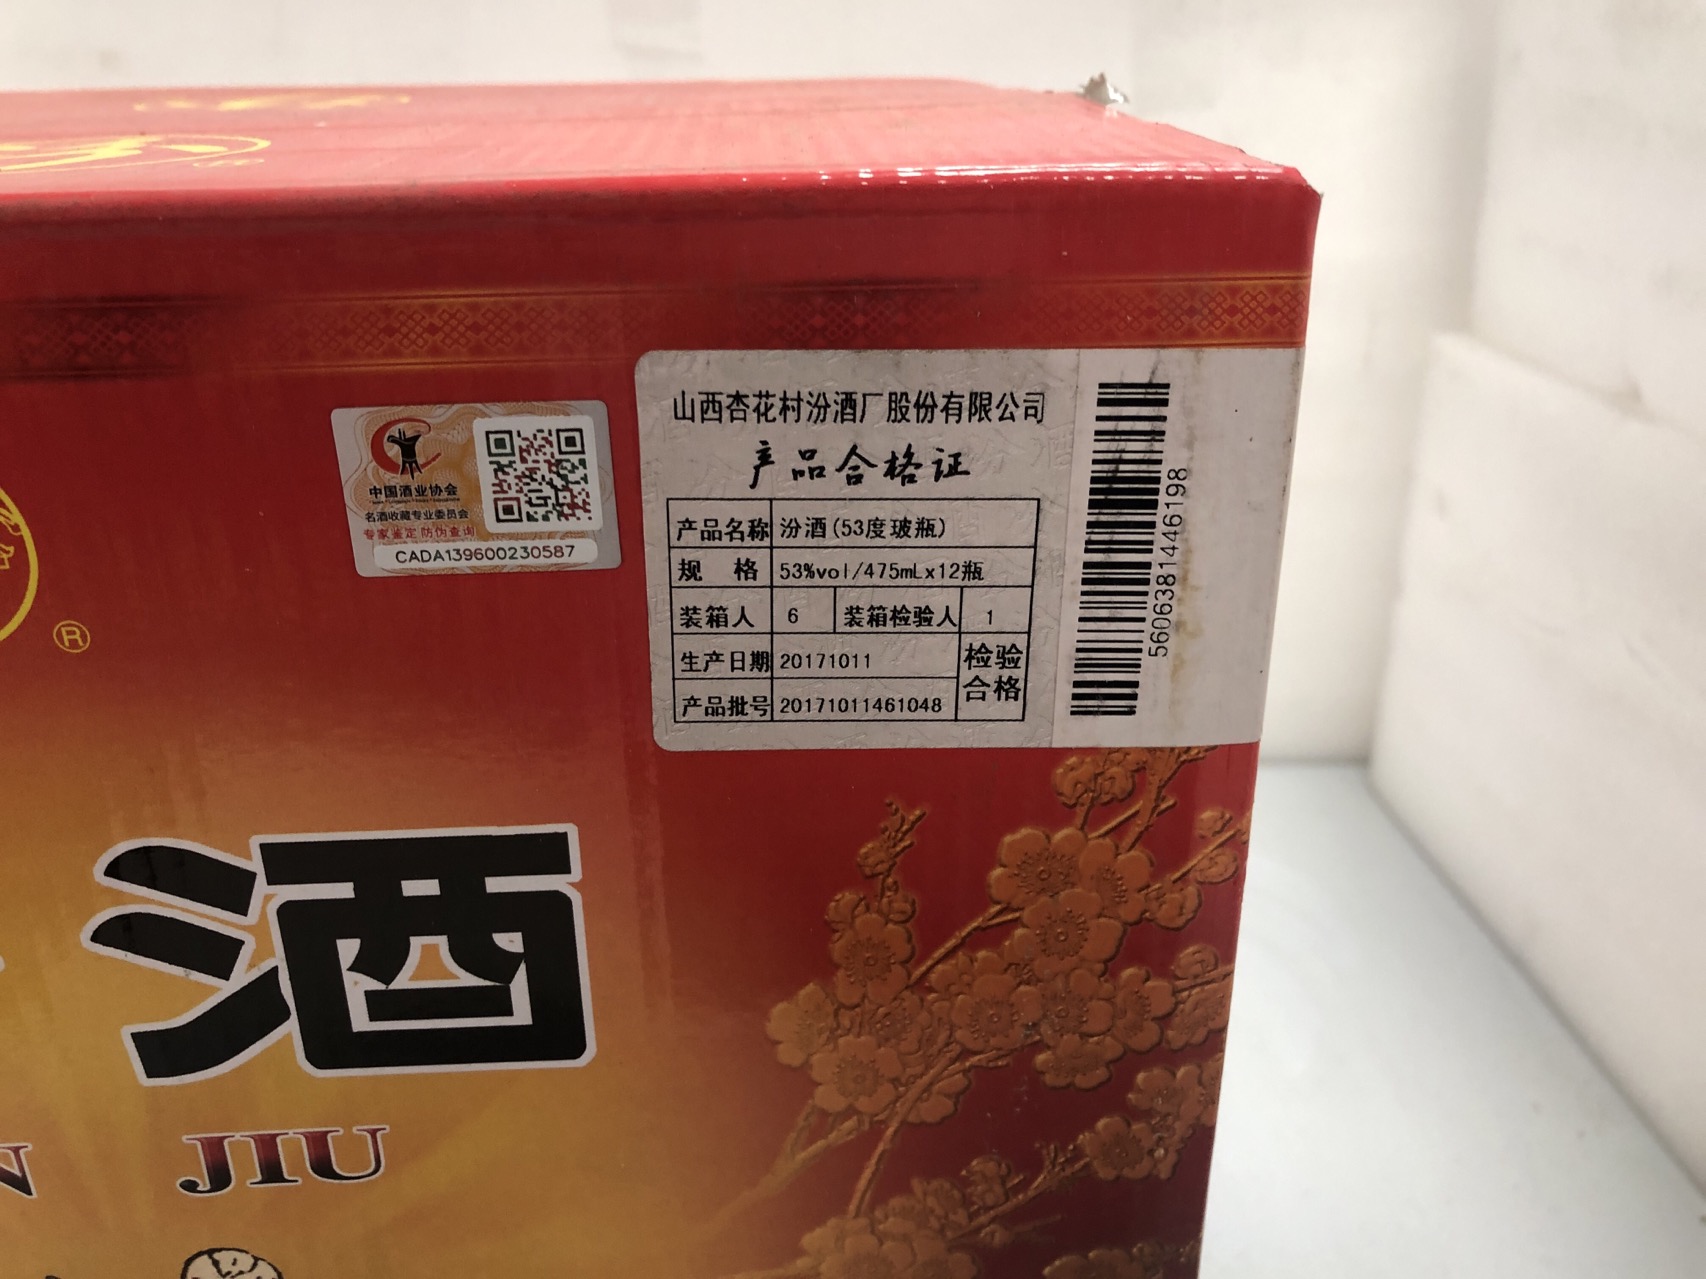 中国酒业协会
名酒收藏专业委员会
专家鉴定 防伪查询
CADA139600230587
®
山西杏花村汾酒厂股份有限公司
产品合格证
产品名称 汾酒(53度玻瓶)
规 格 53%vol/475mLx12瓶
装箱人 6 装箱检验人 1
生产日期 20171011
检验合格
产品批号 20171011461048
560638144 6198
酒
N JIU